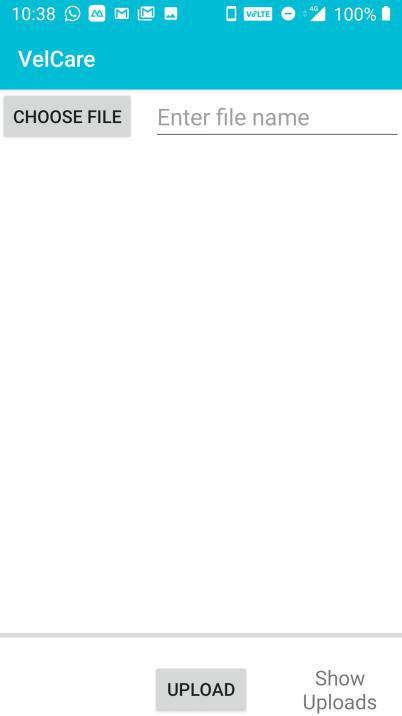 10:38 VoLTE 4G 100%
VelCare
CHOOSE FILE Enter file name
UPLOAD Show
Uploads